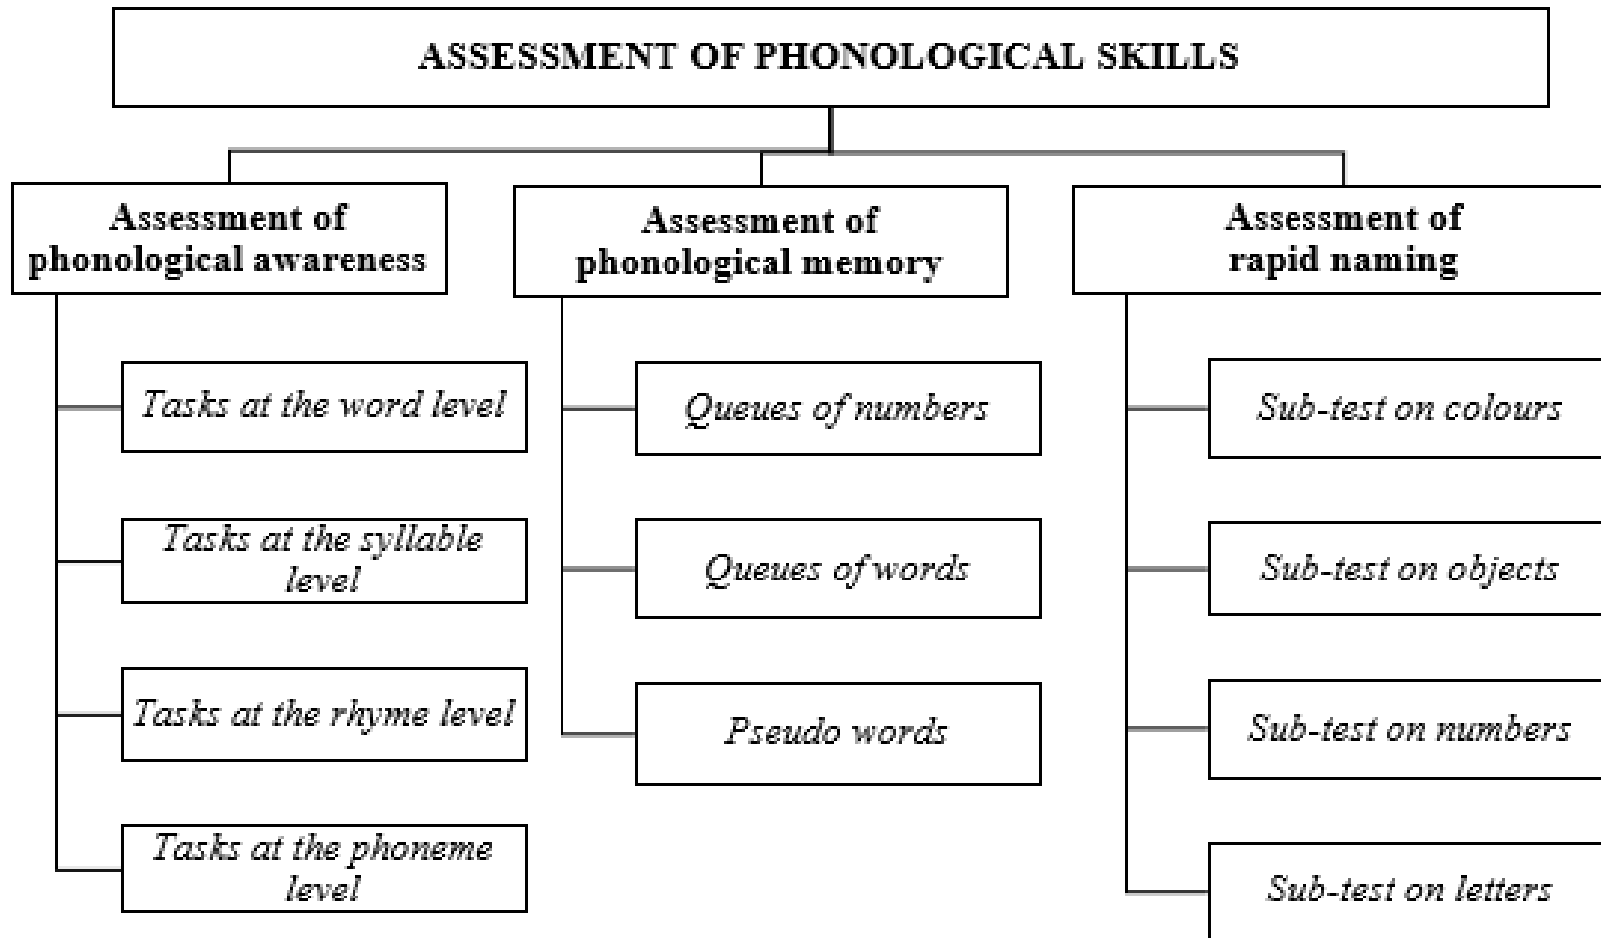 ASSESSMENT OF PHONOLOGICAL SKILLS
Assessment of
phonological awareness
Tasks at the word level
Tasks at the syllable
level
Tasks at the rhyme level
Tasks at the phoneme
level
Assessment of
phonological memory
Queues of numbers
Queues of words
Pseudo words
Assessment of
rapid naming
Sub-test on colours
Sub-test on objects
Sub-test on numbers
Sub-test on letters